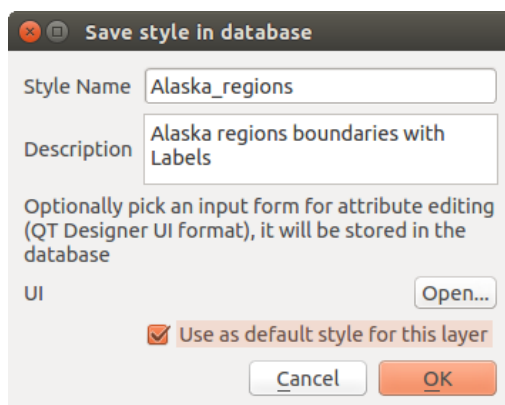 Save style in database
Style Name Alaska_regions
Description Alaska regions boundaries with
Labels
Optionally pick an input form for attribute editing
(QT Designer UI format), it will be stored in the
database
UI Open...
Use as default style for this layer
Cancel OK